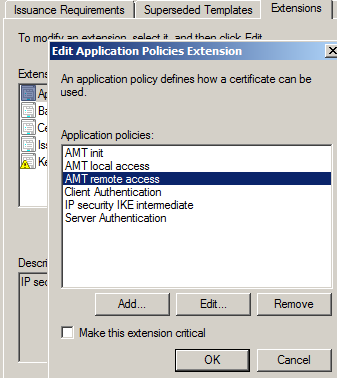 Issuance Requirements
Superseded Templates
Extensions
To modify an extension, select it, and then click Edit.
Edit Application Policies Extension
An application policy defines how a certificate can be
used.
Application policies:
AMT init
AMT local access
AMT remote access
Client Authentication
IP security IKE intermediate
Server Authentication
Add...
Edit...
Remove
Make this extension critical
OK
Cancel
Extens
Ap
Ba
Ce
Iss
Ke
Descri
IP sec